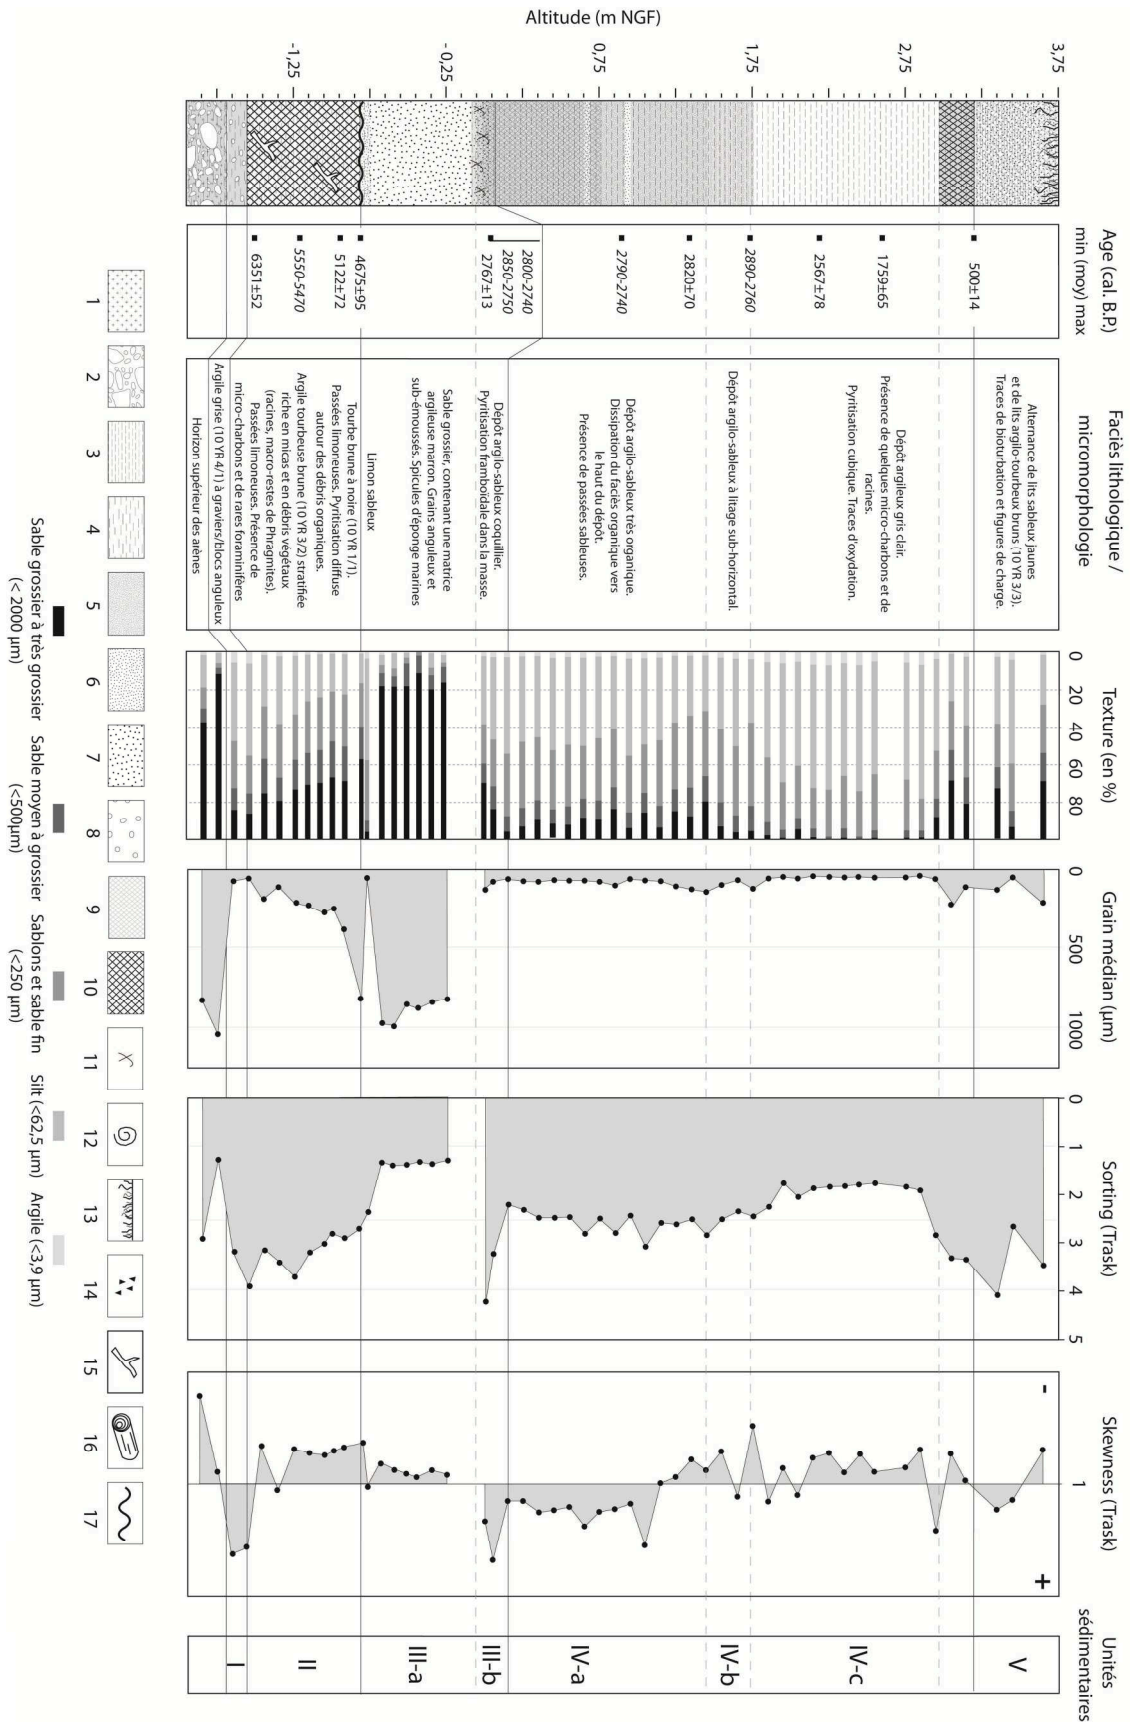 Altitude (m NGF)
3,75
2,75
1,75
0,75
-0,25
-1,25
Age (cal. B.P.)
min (moy) max
500±14
1759±65
2567±78
2890-2760
2820±70
2790-2740
2800-2740
2850-2750
2767±13
4675±95
5122±72
5550-5470
6351±52
Faciès lithologique /
micromorphologie
Alternance de lits sableux jaunes
et de lits argilo-tourbeux bruns (10 YR 3/3).
Traces de bioturbation et figures de charge.
Dépôt argileux gris clair.
Présence de quelques micro-charbons et de
racines.
Pyritisation cubique. Traces d'oxydation.
Dépôt argilo-sableux à litage sub-horizontal.
Dépôt argilo-sableux très organique.
Dissipation du faciès organique vers
le haut du dépôt.
Présence de passées sableuses.
Dépôt arglo-sableux coquillier.
Pyritisation framboïdale dans la masse.
Sable grossier, contenant une matrice
argileuse marron. Grains anguleux et
sub-émoussés. Spicules d'éponge marines
Limon sableux
Tourbe brune à noire (10 YR 1/1).
Passées limoneuses. Pyritisation diffuse
autour des débris organiques.
Argile tourbeuse brune (10 YR 3/2) stratifiée
riche en micas et en débris végétaux
(racines, macro-restes de Phragmites).
Passées limoneuses. Présence de
micro-charbons et de rares foraminifères
Argile grise (10 YR 4/1) à graviers/blocs anguleux
Horizon supérieur des arènes
Texture (en %)
0
20
40
60
80
Grain médian (µm)
0
500
1000
Sorting (Trask)
0
1
2
3
4
5
Skewness (Trask)
-
1
+
Unités
sédimentaires
V
IV-c
IV-b
IV-a
III-b
III-a
II
I
1
2
3
4
5
6
7
8
9
10
11
12
13
14
15
16
17
Sable grossier à très grossier
(< 2000 µm)
Sable moyen à grossier
(<500µm)
Sablons et sable fin
(<250 µm)
Silt (<62,5 µm)
Argile (<3,9 µm)